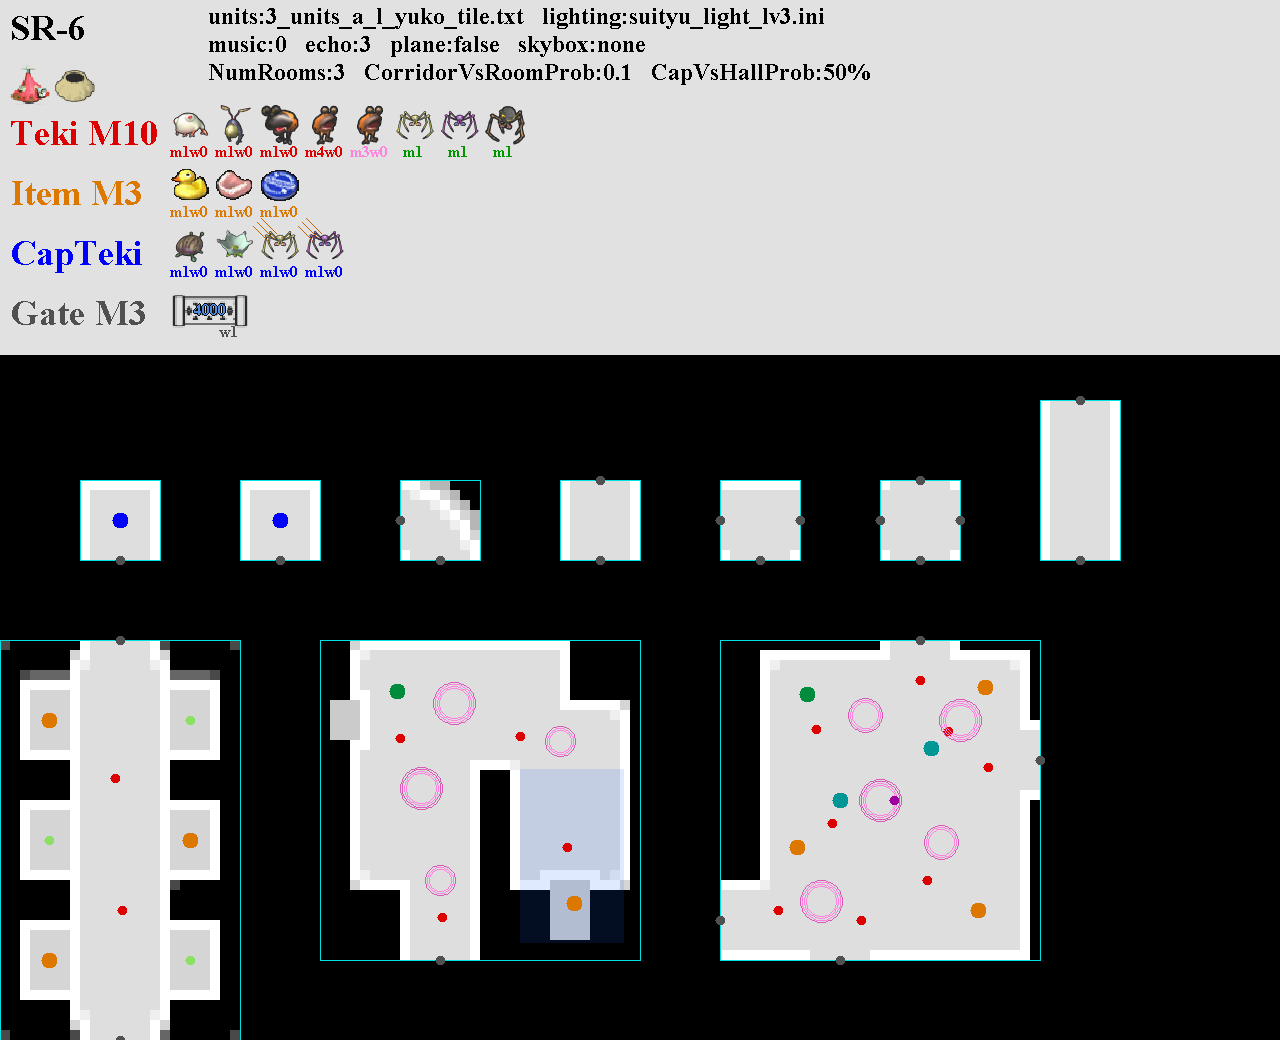 SR-6
units:3_units_a_l_yuko_tile.txt lighting:suityu_light_lv3.ini
music:0 echo:3 plane:false skybox:none
NumRooms:3 CorridorVsRoomProb:0.1 CapVsHallProb:50%
Teki M10
m1w0 m1w0 m1w0 m4w0 m3w0 m1 m1 m1
Item M3
m1w0 m1w0 m1w0
CapTeki
m1w0 m1w0 m1w0 m1w0
Gate M3
4000
w1